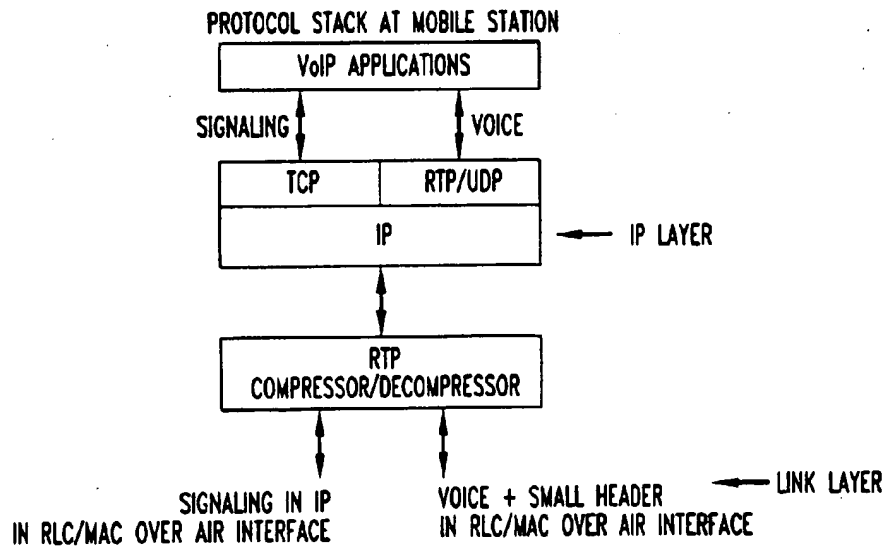 PROTOCOL STACK AT MOBILE STATION
VoIP APPLICATIONS
SIGNALING
VOICE
TCP
RTP/UDP
IP
IP LAYER
RTP
COMPRESSOR/DECOMPRESSOR
SIGNALING IN IP
IN RLC/MAC OVER AIR INTERFACE
VOICE + SMALL HEADER
IN RLC/MAC OVER AIR INTERFACE
LINK LAYER